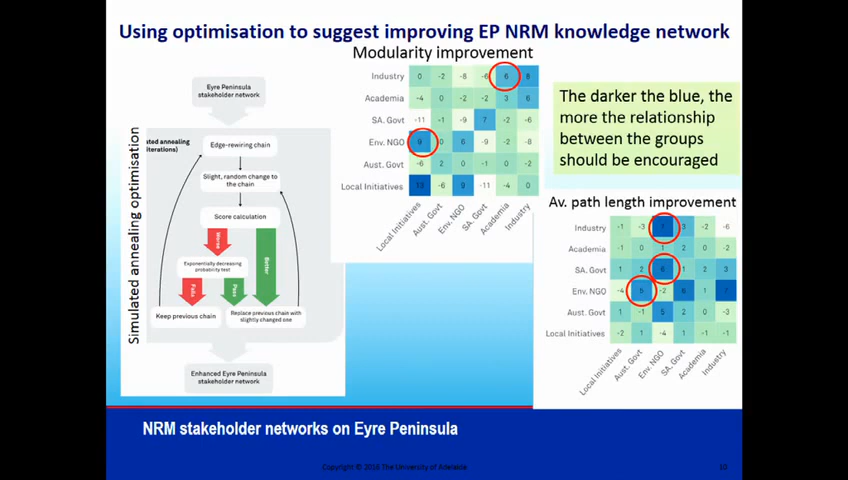 Using optimisation to suggest improving EP NRM knowledge network
Modularity improvement
Eyre Peninsula
stakeholder network
Simulated annealing optimisation
Edge-rewiring chain
Slight, random change to
the chain
Score calculation
Worse
Better
Exponentially decreasing
probability test
Fails
Pass
Keep previous chain
Replace previous chain with
slightly changed one
Enhanced Eyre Peninsula
stakeholder network
Industry 0 -2 -8 -6 6 8
Academia -4 0 -2 -2 3 6
SA. Govt -11 -1 -9 7 -2 -6
Env. NGO 9 0 6 -9 -2 -8
Aust. Govt -6 2 0 -1 0 -2
Local Initiatives 13 -6 9 -11 -4 0
Local Initiatives Aust. Govt Env. NGO SA. Govt Academia Industry
The darker the blue, the
more the relationship
between the groups
should be encouraged
Av. path length improvement
Industry -1 -3 7 3 -2 -6
Academia 1 0 1 2 0 -2
SA. Govt 1 2 6 1 2 3
Env. NGO -4 5 -2 6 1 7
Aust. Govt 1 -1 5 2 0 -3
Local Initiatives -2 1 -4 1 -1 -1
Local Initiatives Aust. Govt Env. NGO SA. Govt Academia Industry
NRM stakeholder networks on Eyre Peninsula
Copyright © 2016 The University of Adelaide
10